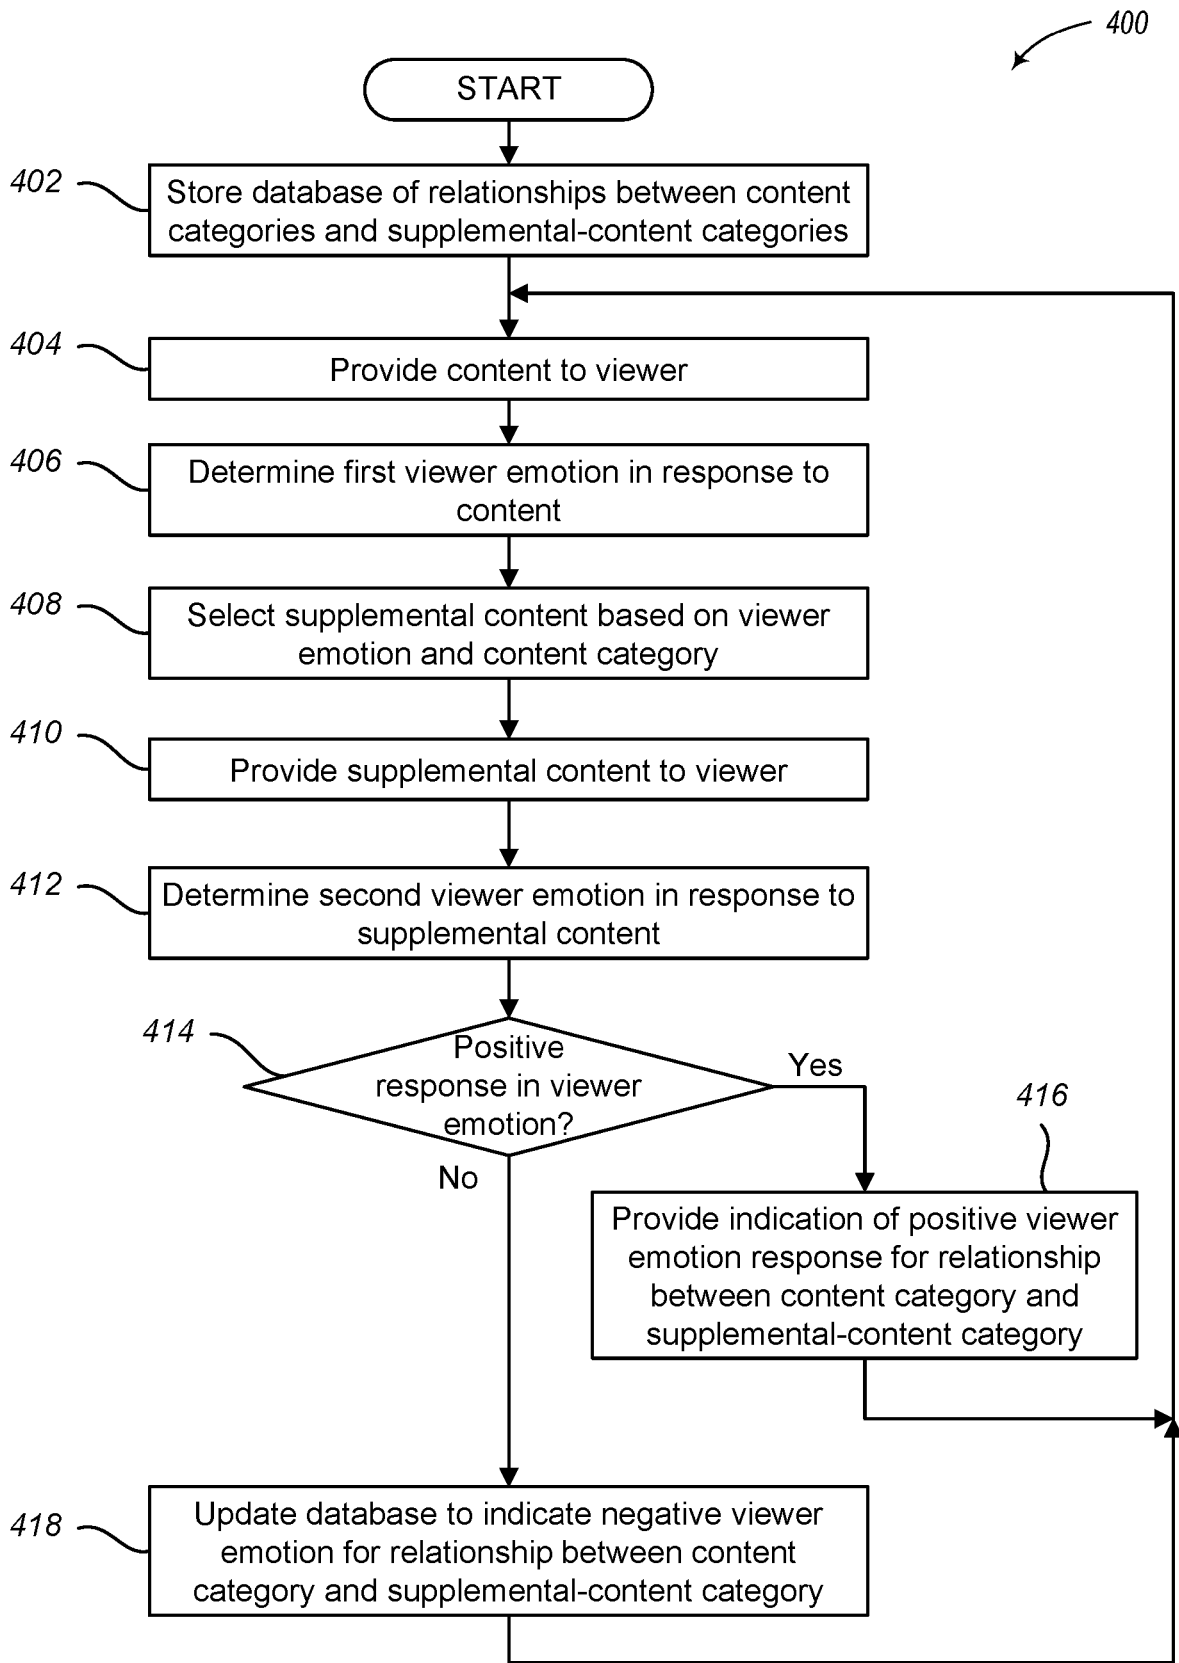 400
START
402
Store database of relationships between content
categories and supplemental-content categories
404
Provide content to viewer
406
Determine first viewer emotion in response to
content
408
Select supplemental content based on viewer
emotion and content category
410
Provide supplemental content to viewer
412
Determine second viewer emotion in response to
supplemental content
414
Positive
response in viewer
emotion?
Yes
No
416
Provide indication of positive viewer
emotion response for relationship
between content category and
supplemental-content category
418
Update database to indicate negative viewer
emotion for relationship between content
category and supplemental-content category